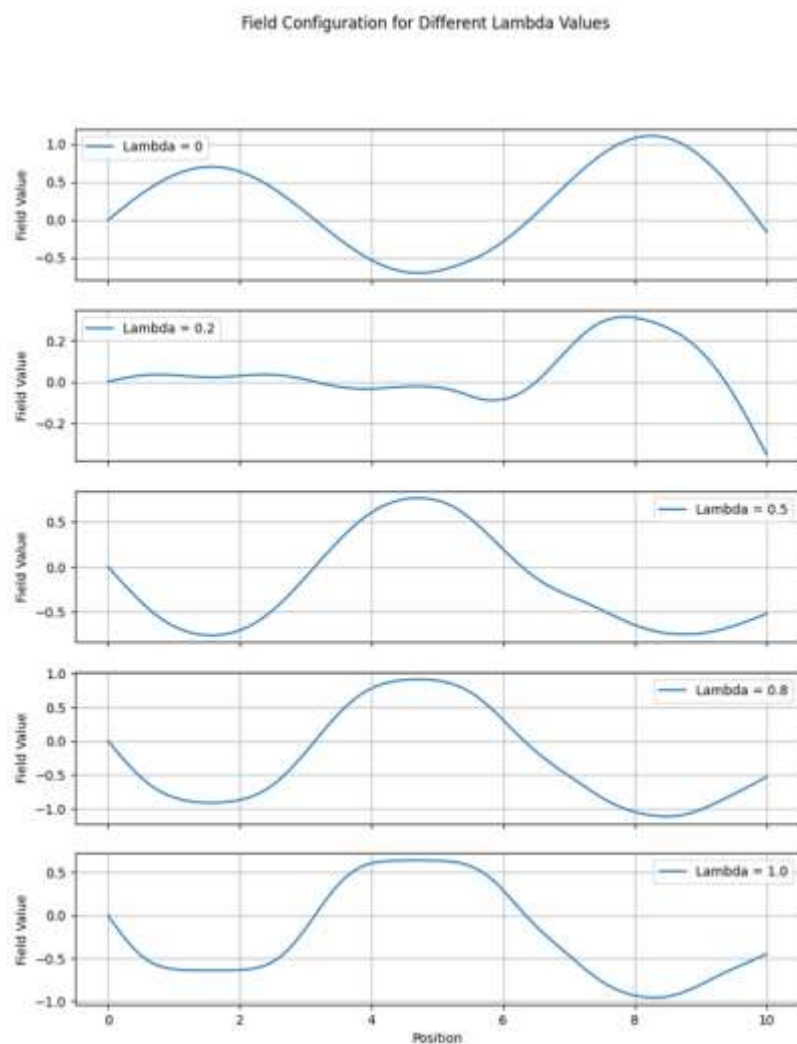 Field Configuration for Different Lambda Values
Lambda = 0
Field Value
1.0
0.5
0.0
−0.5
Lambda = 0.2
Field Value
0.2
0.0
−0.2
Lambda = 0.5
Field Value
0.5
0.0
−0.5
Lambda = 0.8
Field Value
1.0
0.5
0.0
−0.5
−1.0
Lambda = 1.0
Field Value
0.5
0.0
−0.5
−1.0
0 2 4 6 8 10
Position